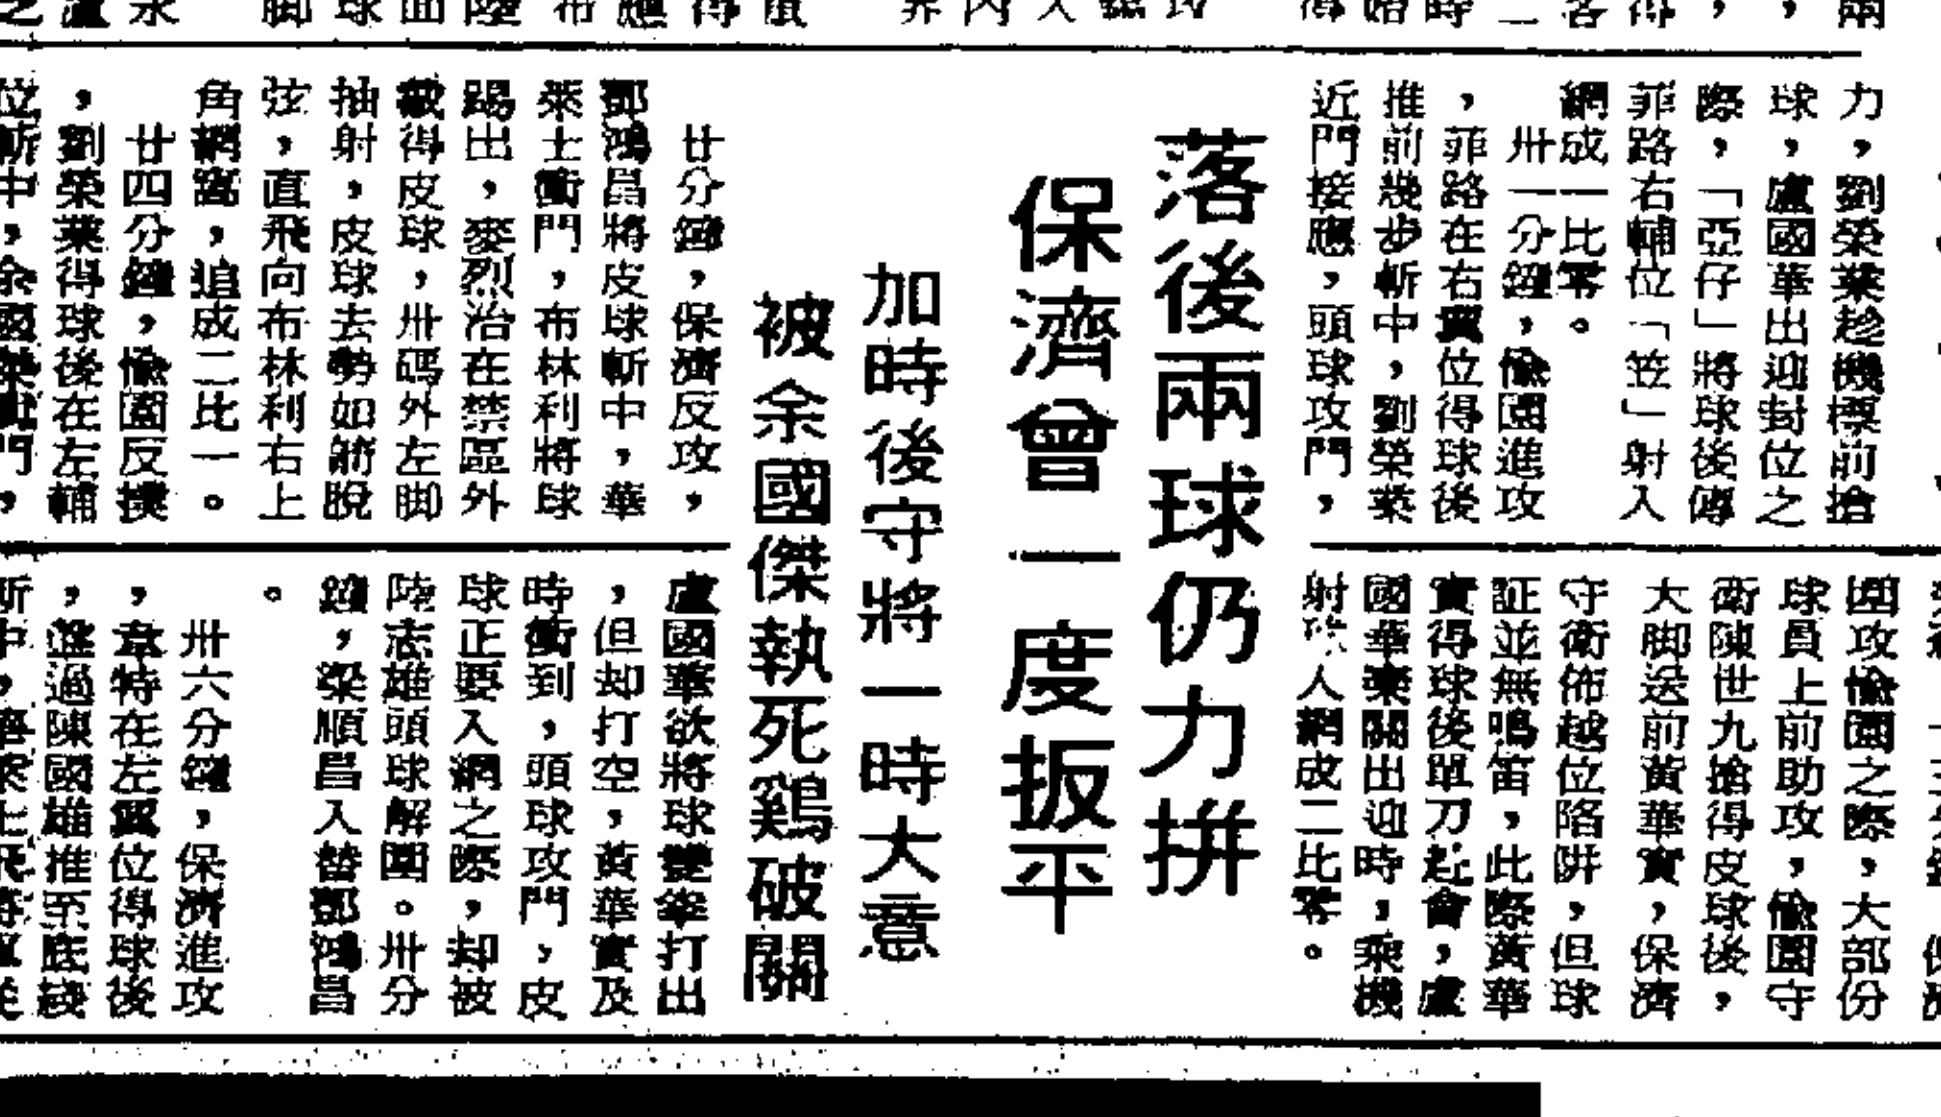 力,劉榮業趁機標前搶
球,盧國華出迎封位之
際,「亞仔」將球後傳
菲路右輔位「笠」射入
網成一比零。
卅一分鐘,愉園進攻
,菲路在右翼位得球後
推前幾步斬中,劉榮業
近門接應,頭球攻門,
落後兩球仍力拼
保濟曾一度扳平
加時後守將一時大意
被余國傑執死鷄破關
廿分鐘,保濟反攻,
鄧鴻昌將皮球斬中,華
萊士衝門,布林利將球
踢出,麥烈治在禁區外
截得皮球,卅碼外左脚
抽射,皮球去勢如箭脫
弦,直飛向布林利右上
角網窩,追成二比一。
廿四分鐘,愉園反撲
,劉榮業得球後在左輔
位斬中,余國傑 門,
圍攻愉園之際,大部份
球員上前助攻,愉園守
衛陳世九搶得皮球後,
大脚送前黃華寶,保濟
守衛佈越位陷阱,但球
証並無鳴笛,此際黃華
寶得球後單刀赴會,盧
國華棄關出迎時,乘機
射球入網成二比零。
盧國華欲將球雙拳打出
,但却打空,黃華寶及
時衝到,頭球攻門,皮
球正要入網之際,却被
陸志雄頭球解圍。卅分
鐘,梁順昌入替鄧鴻昌
。
卅六分鐘,保濟進攻
,韋特在左翼位得球後
,盤過陳國雄推至底綫